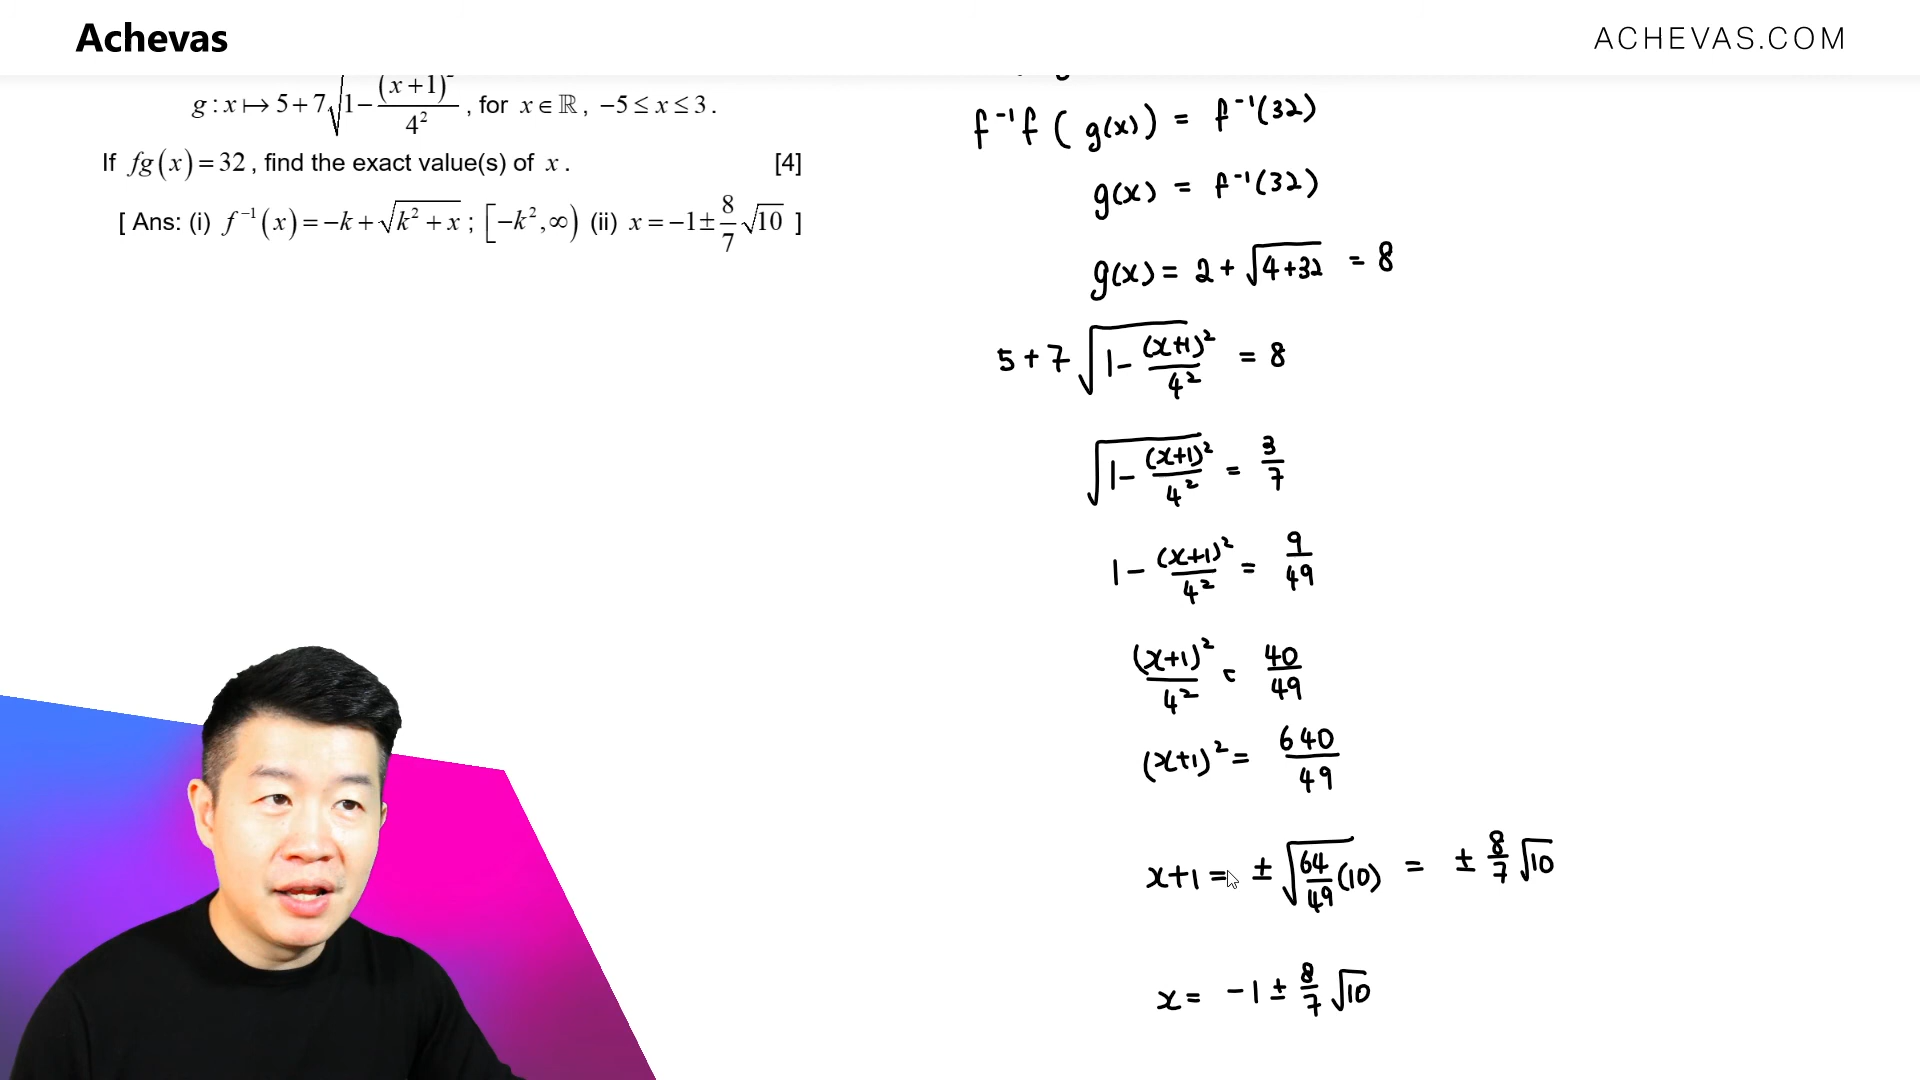 Achevas
ACHEVAS.COM
g : x ↦ 5+7√(1−(x+1)²/4²) , for x∈ℝ, −5≤x≤3.
If fg(x)=32, find the exact value(s) of x. [4]
[ Ans: (i) f⁻¹(x)=−k+√(k²+x) ; [−k²,∞) (ii) x=−1±8/7√10 ]
f⁻¹f ( g(x) ) = f⁻¹(32)
g(x) = f⁻¹(32)
g(x) = 2 + √(4+32) = 8
5 + 7 √(1 − (x+1)²/4²) = 8
√(1 − (x+1)²/4²) = 3/7
1 − (x+1)²/4² = 9/49
(x+1)²/4² = 40/49
(x+1)² = 640/49
x+1 = ± √(64/49 (10)) = ± 8/7 √10
x = −1 ± 8/7 √10